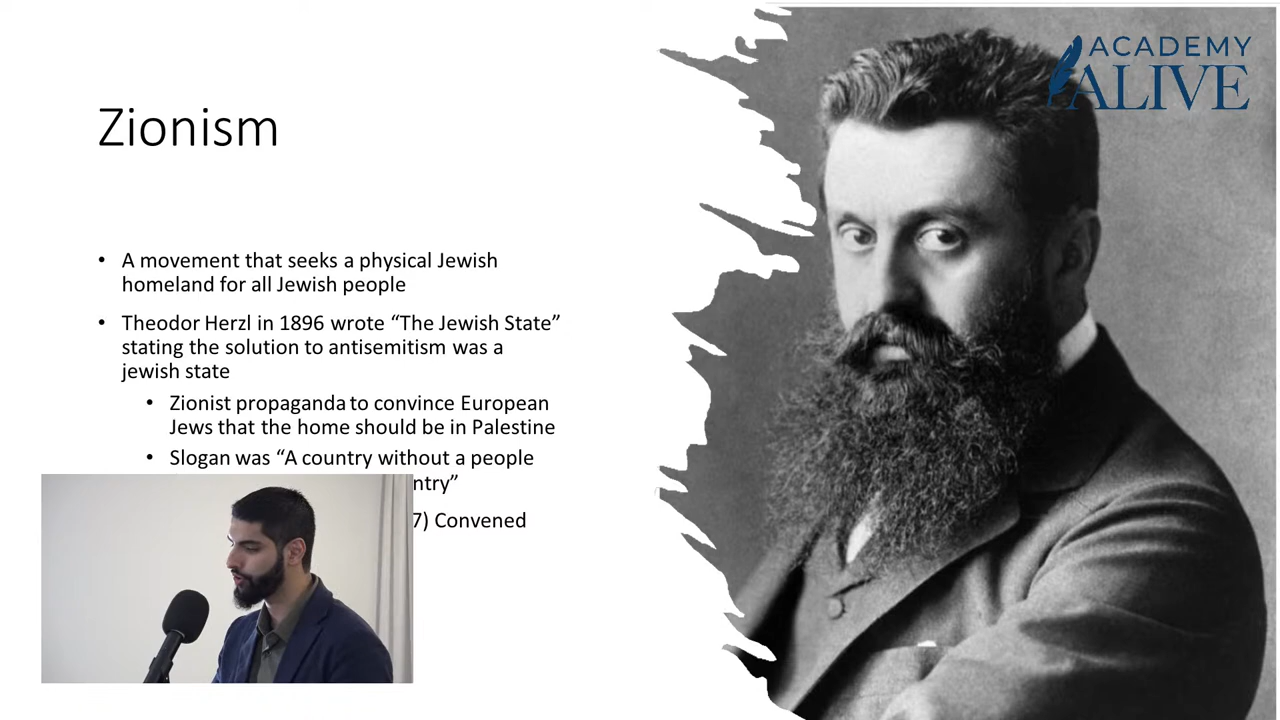 ACADEMY
ALIVE
Zionism
• A movement that seeks a physical Jewish
homeland for all Jewish people
• Theodor Herzl in 1896 wrote “The Jewish State”
stating the solution to antisemitism was a
jewish state
• Zionist propaganda to convince European
Jews that the home should be in Palestine
• Slogan was “A country without a people
ntry”
7) Convened